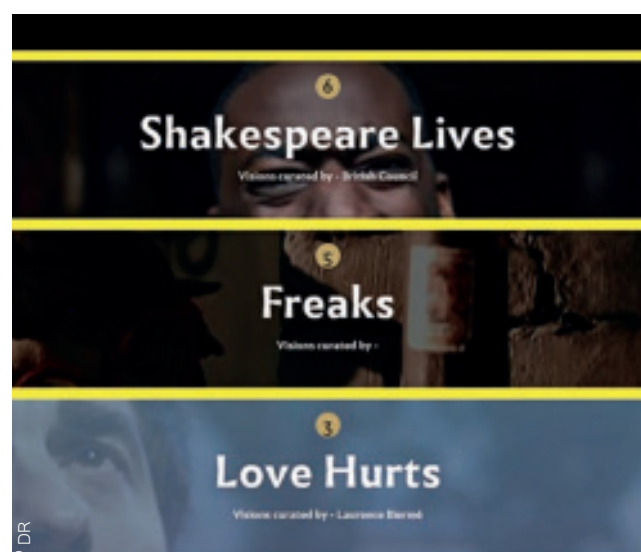 6
Shakespeare Lives
Visions curated by - British Council
5
Freaks
Visions curated by -
3
Love Hurts
Visions curated by - Laurence
DR